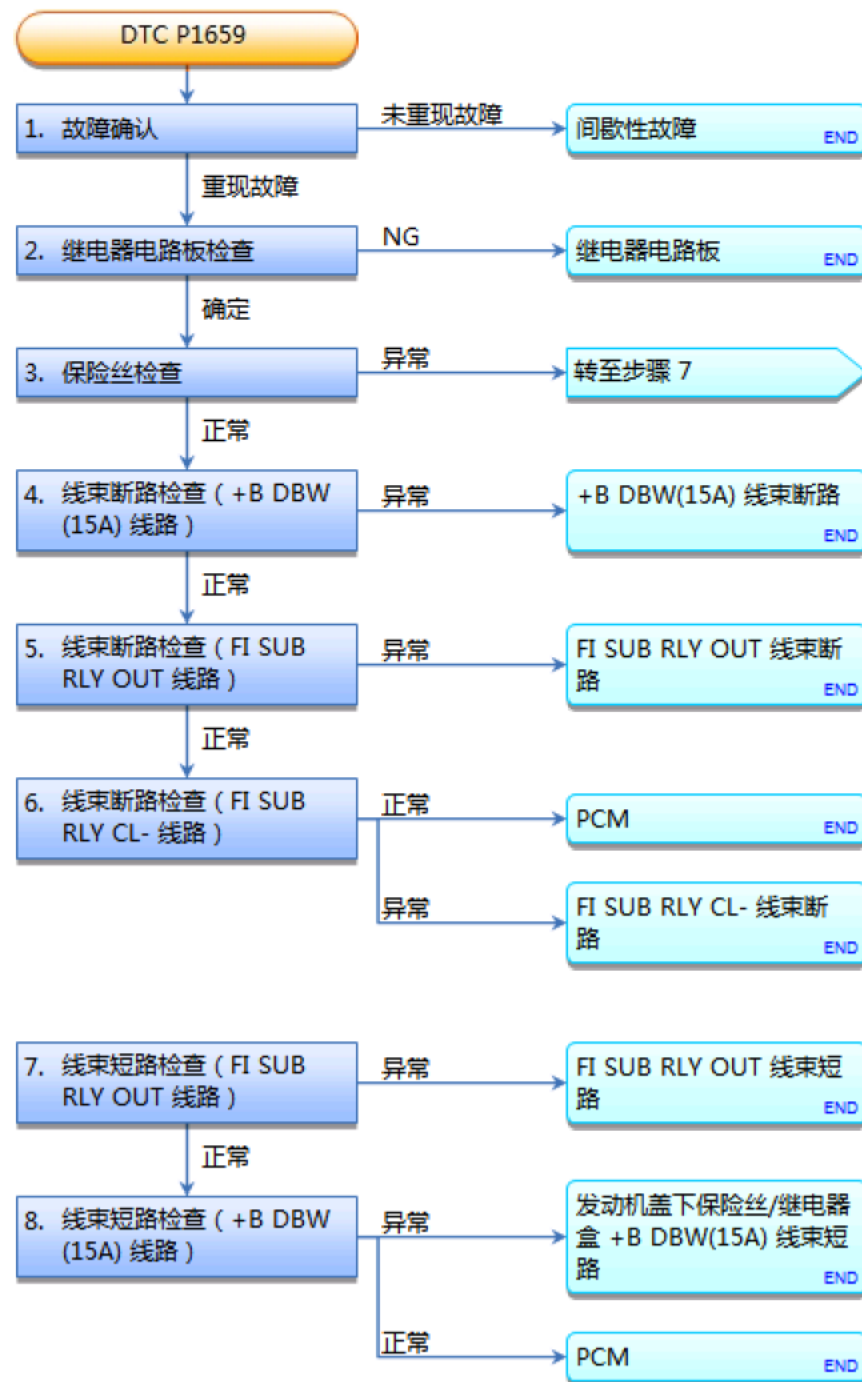 DTC P1659
1. 故障确认
未重现故障
间歇性故障
END
重现故障
2. 继电器电路板检查
NG
继电器电路板
END
确定
3. 保险丝检查
异常
转至步骤 7
正常
4. 线束断路检查（+B DBW
(15A) 线路）
异常
+B DBW(15A) 线束断路
END
正常
5. 线束断路检查（FI SUB
RLY OUT 线路）
异常
FI SUB RLY OUT 线束断
路
END
正常
6. 线束断路检查（FI SUB
RLY CL- 线路）
正常
PCM
END
异常
FI SUB RLY CL- 线束断
路
END
7. 线束短路检查（FI SUB
RLY OUT 线路）
异常
FI SUB RLY OUT 线束短
路
END
正常
8. 线束短路检查（+B DBW
(15A) 线路）
异常
发动机盖下保险丝/继电器
盒 +B DBW(15A) 线束短
路
END
正常
PCM
END